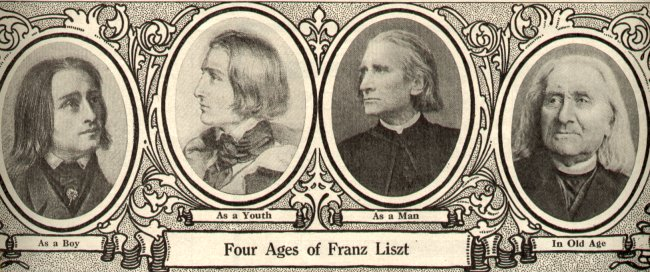 As a Boy
As a Youth
As a Man
In Old Age
Four Ages of Franz Liszt